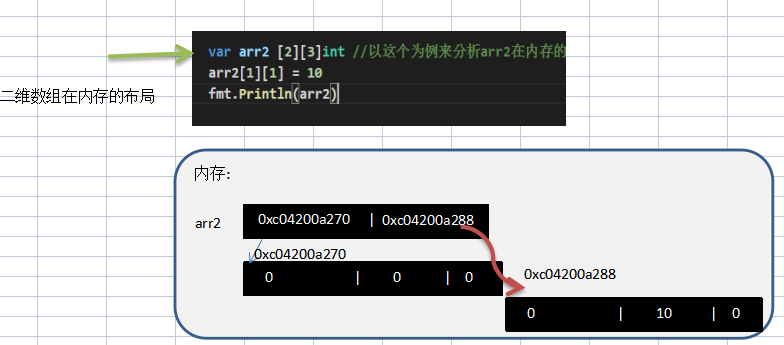 var arr2 [2][3]int //以这个为例来分析arr2在内存的
arr2[1][1] = 10
fmt.Println(arr2)
二维数组在内存的布局
内存：
arr2
0xc04200a270 | 0xc04200a288
0xc04200a270
0 | 0 | 0
0xc04200a288
0 | 10 | 0